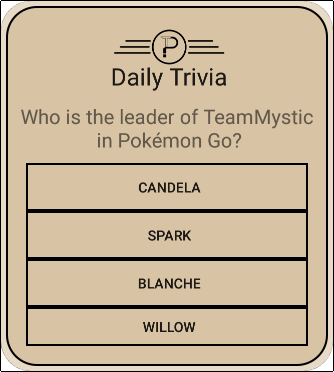 Daily Trivia
Who is the leader of TeamMystic
in Pokémon Go?
CANDELA
SPARK
BLANCHE
WILLOW